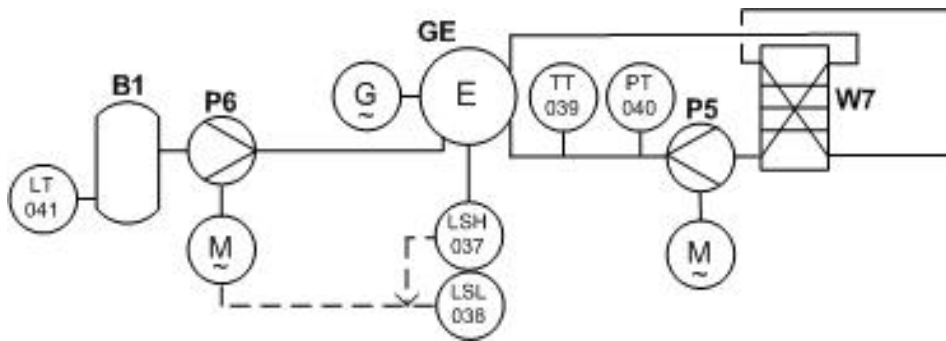 GE
B1
P6
G
~
E
TT
039
PT
040
P5
W7
LT
041
M
~
LSH
037
M
~
LSL
038